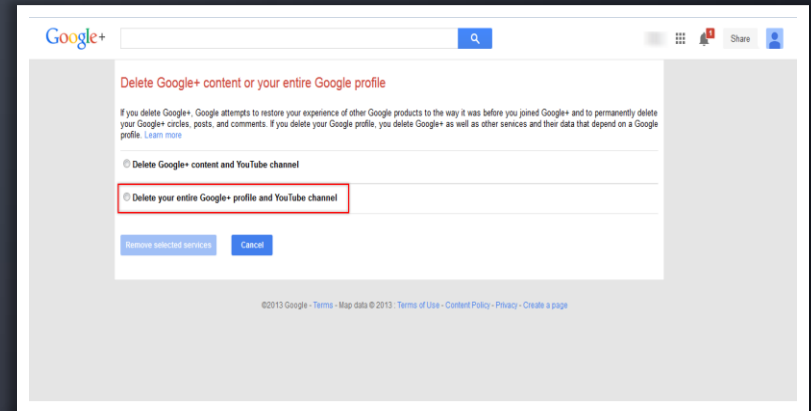 Google+
1
Share
Delete Google+ content or your entire Google profile
If you delete Google+, Google attempts to restore your experience of other Google products to the way it was before you joined Google+ and to permanently delete
your Google+ circles, posts, and comments. If you delete your Google profile, you delete Google+ as well as other services and their data that depend on a Google
profile. Learn more
Delete Google+ content and YouTube channel
Delete your entire Google+ profile and YouTube channel
Remove selected services
Cancel
©2013 Google - Terms - Map data © 2013 : Terms of Use - Content Policy - Privacy - Create a page